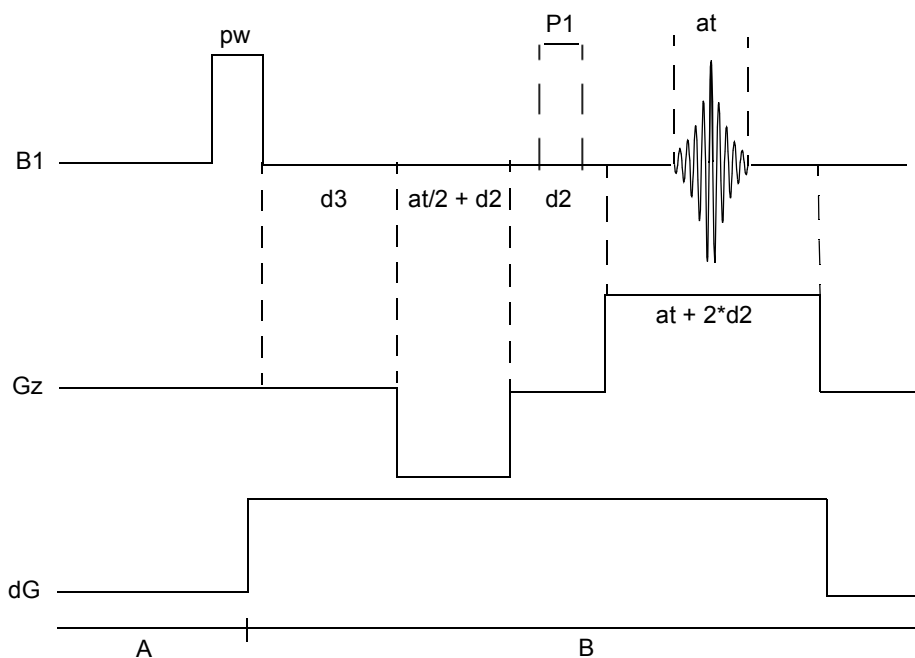 pw P1 at
B1
d3 at/2 + d2 d2
at + 2*d2
Gz
dG
A B